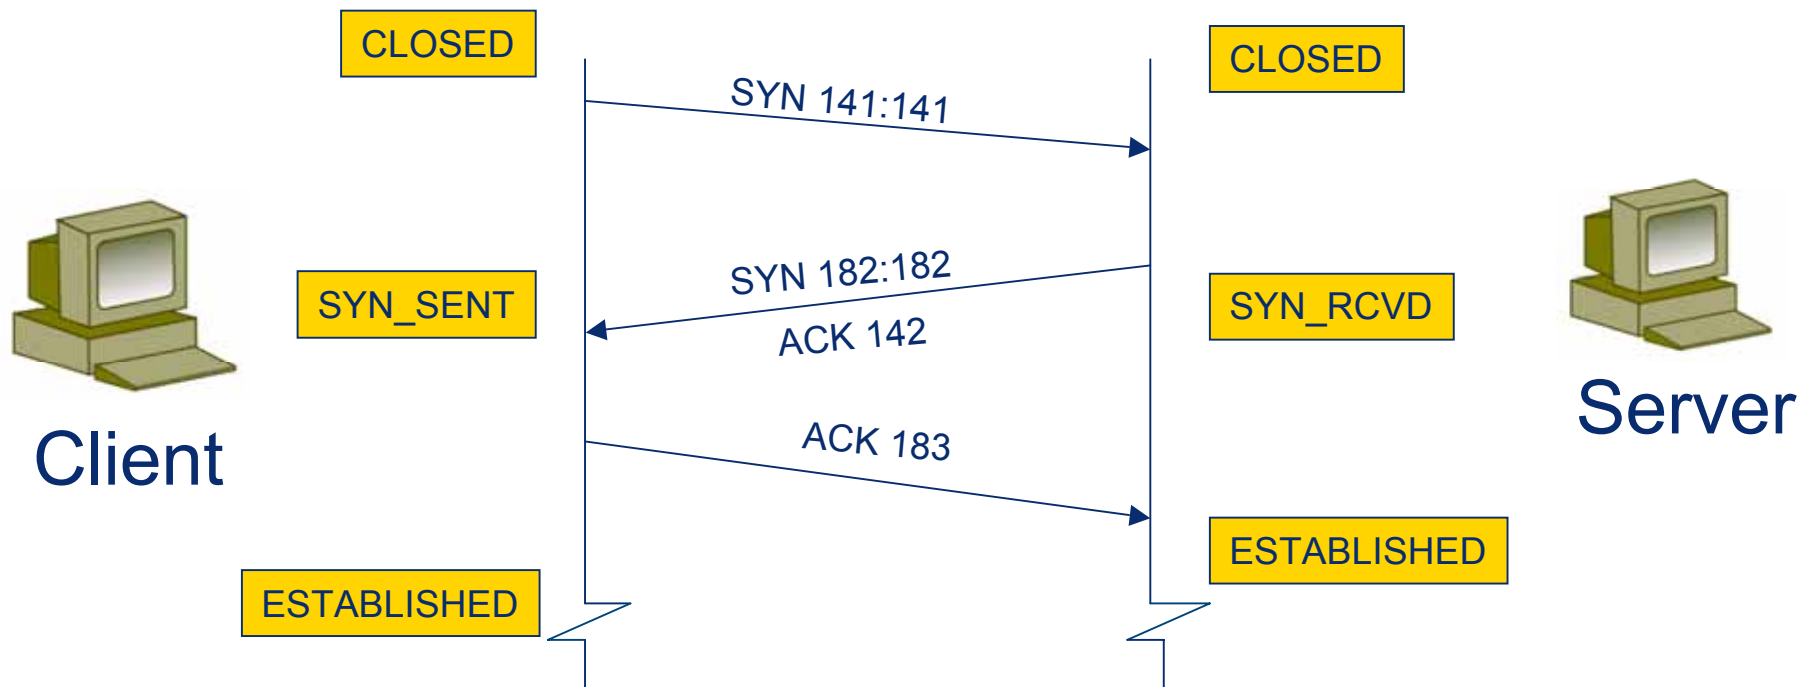 CLOSED
CLOSED
SYN 141:141
SYN 182:182
SYN_SENT
SYN_RCVD
ACK 142
Server
ACK 183
Client
ESTABLISHED
ESTABLISHED